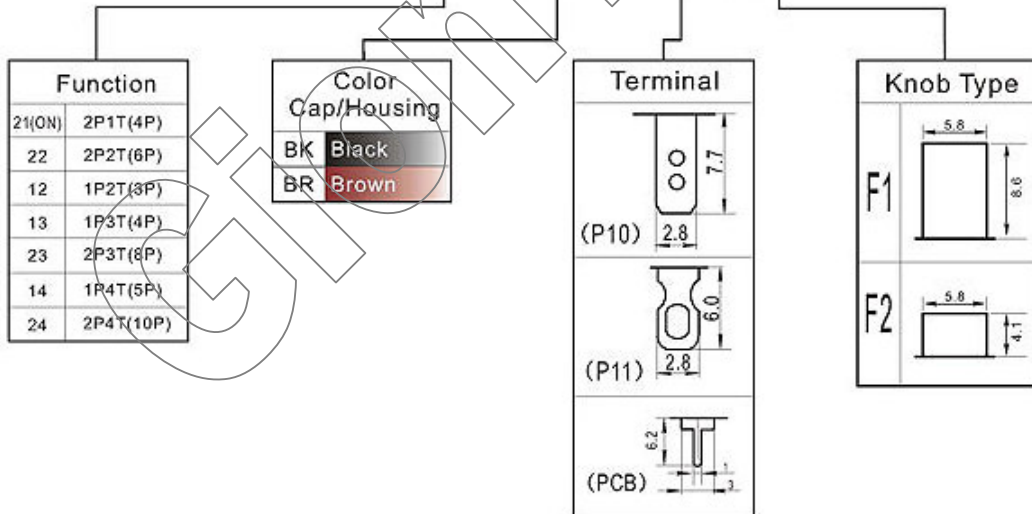 Function
21(ON) 2P1T(4P)
22 2P2T(6P)
12 1P2T(3P)
13 1P3T(4P)
23 2P3T(8P)
14 1P4T(5P)
24 2P4T(10P)
Color
Cap/Housing
BK Black
BR Brown
Terminal
7.7
(P10) 2.8
6.0
(P11) 2.8
6.2
(PCB) 1
3
Knob Type
5.8
F1 8.6
5.8
F2 4.1